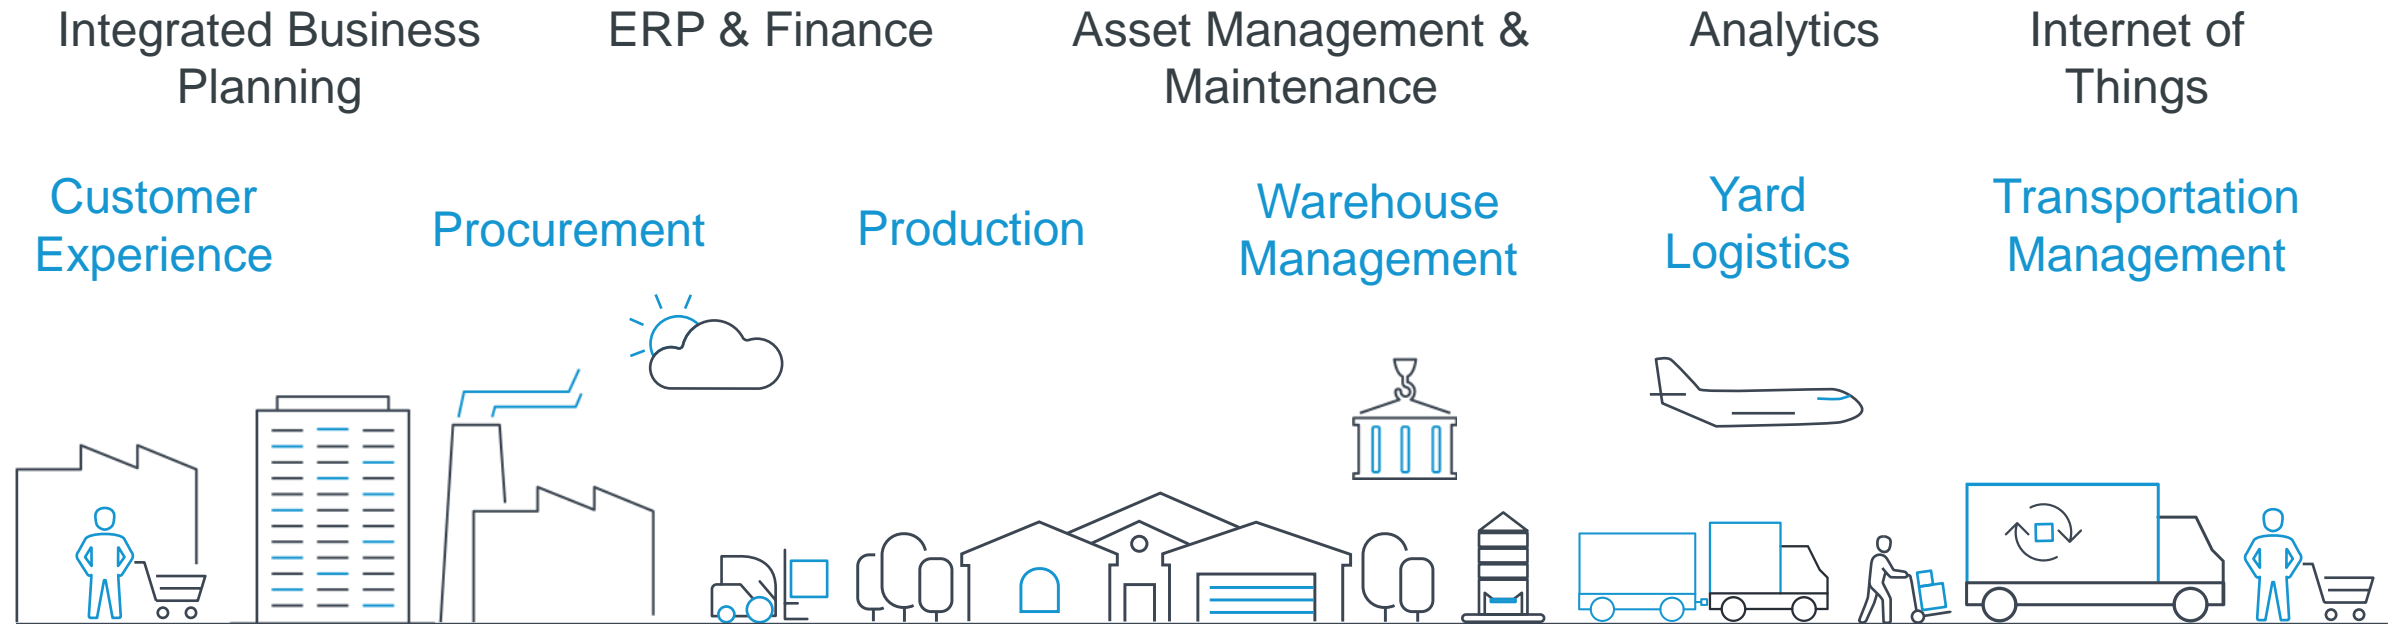 Integrated Business
Planning
ERP & Finance
Asset Management &
Maintenance
Analytics
Internet of
Things
Customer
Experience
Procurement
Production
Warehouse
Management
Yard
Logistics
Transportation
Management